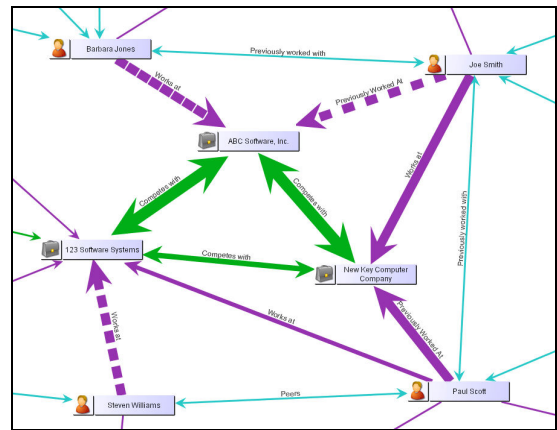 Barbara Jones
Previously worked with
Joe Smith
Works at
Previously Worked At
ABC Software, Inc.
Works at
Competes with
Competes with
Previously worked with
123 Software Systems
Competes with
New Key Computer
Company
Works at
Works at
Previously Worked At
Peers
Steven Williams
Paul Scott